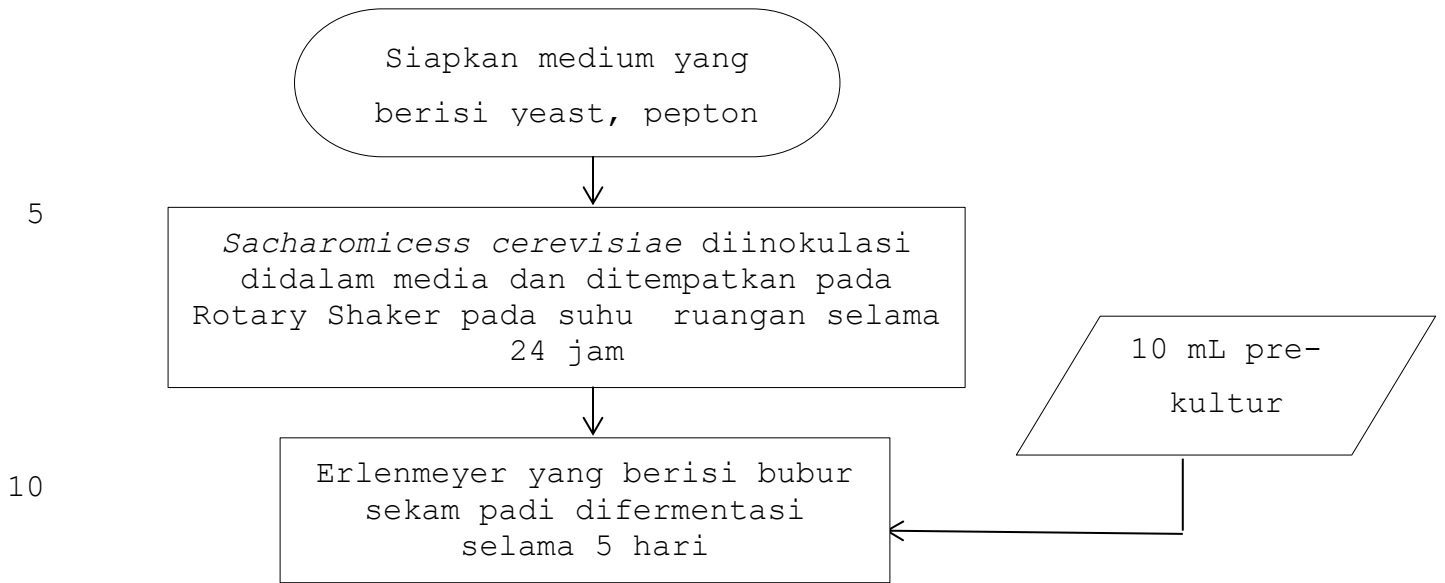 Siapkan medium yang
berisi yeast, pepton
5
Sacharomicess cerevisiae diinokulasi
didalam media dan ditempatkan pada
Rotary Shaker pada suhu ruangan selama
24 jam
10 mL pre-
kultur
10
Erlenmeyer yang berisi bubur
sekam padi difermentasi
selama 5 hari